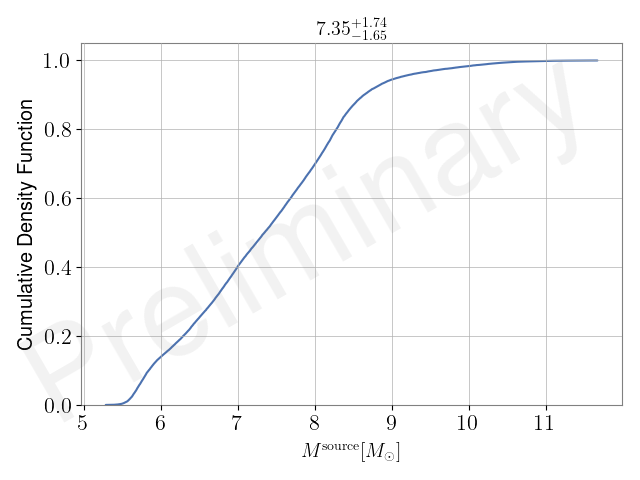 7.35^{+1.74}_{-1.65}
Cumulative Density Function
1.0
0.8
0.6
0.4
0.2
0.0
Preliminary
5 6 7 8 9 10 11
M^{source}[M_⊙]